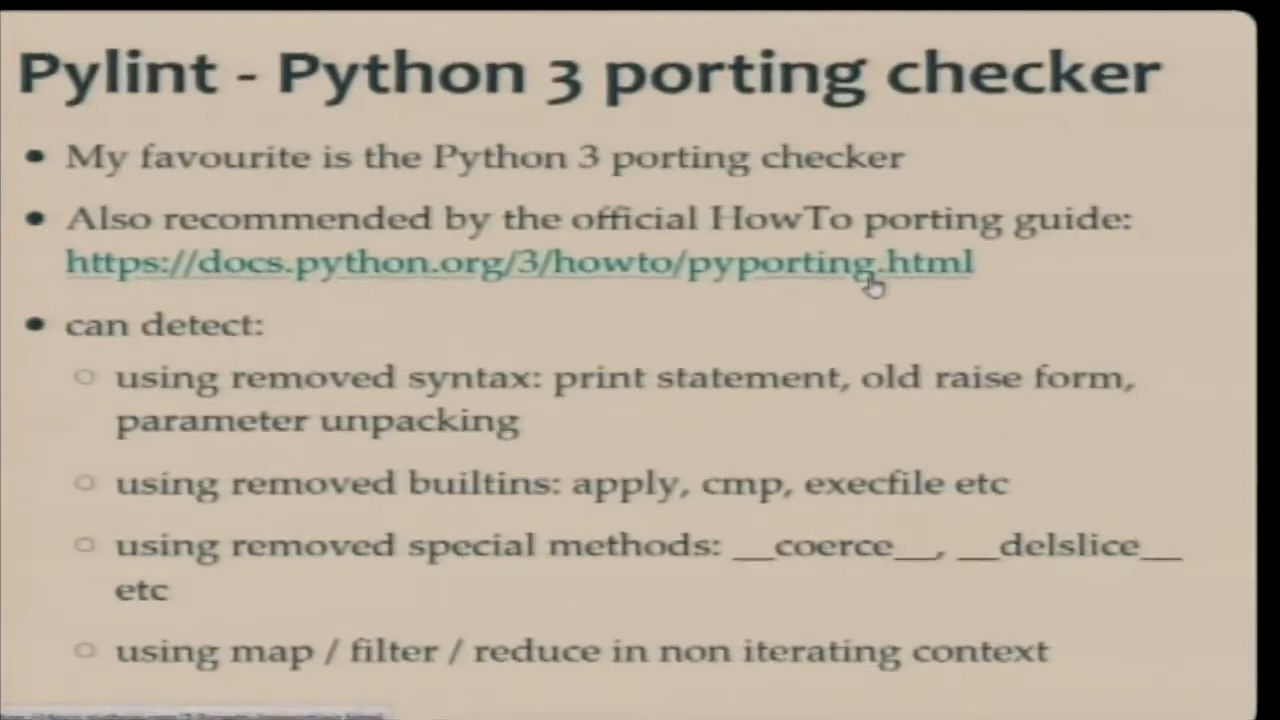 Pylint - Python 3 porting checker
My favourite is the Python 3 porting checker
Also recommended by the official HowTo porting guide:
https://docs.python.org/3/howto/pyporting.html
can detect:
using removed syntax: print statement, old raise form,
parameter unpacking
using removed builtins: apply, cmp, execfile etc
using removed special methods: __coerce__, __delslice__
etc
using map / filter / reduce in non iterating context